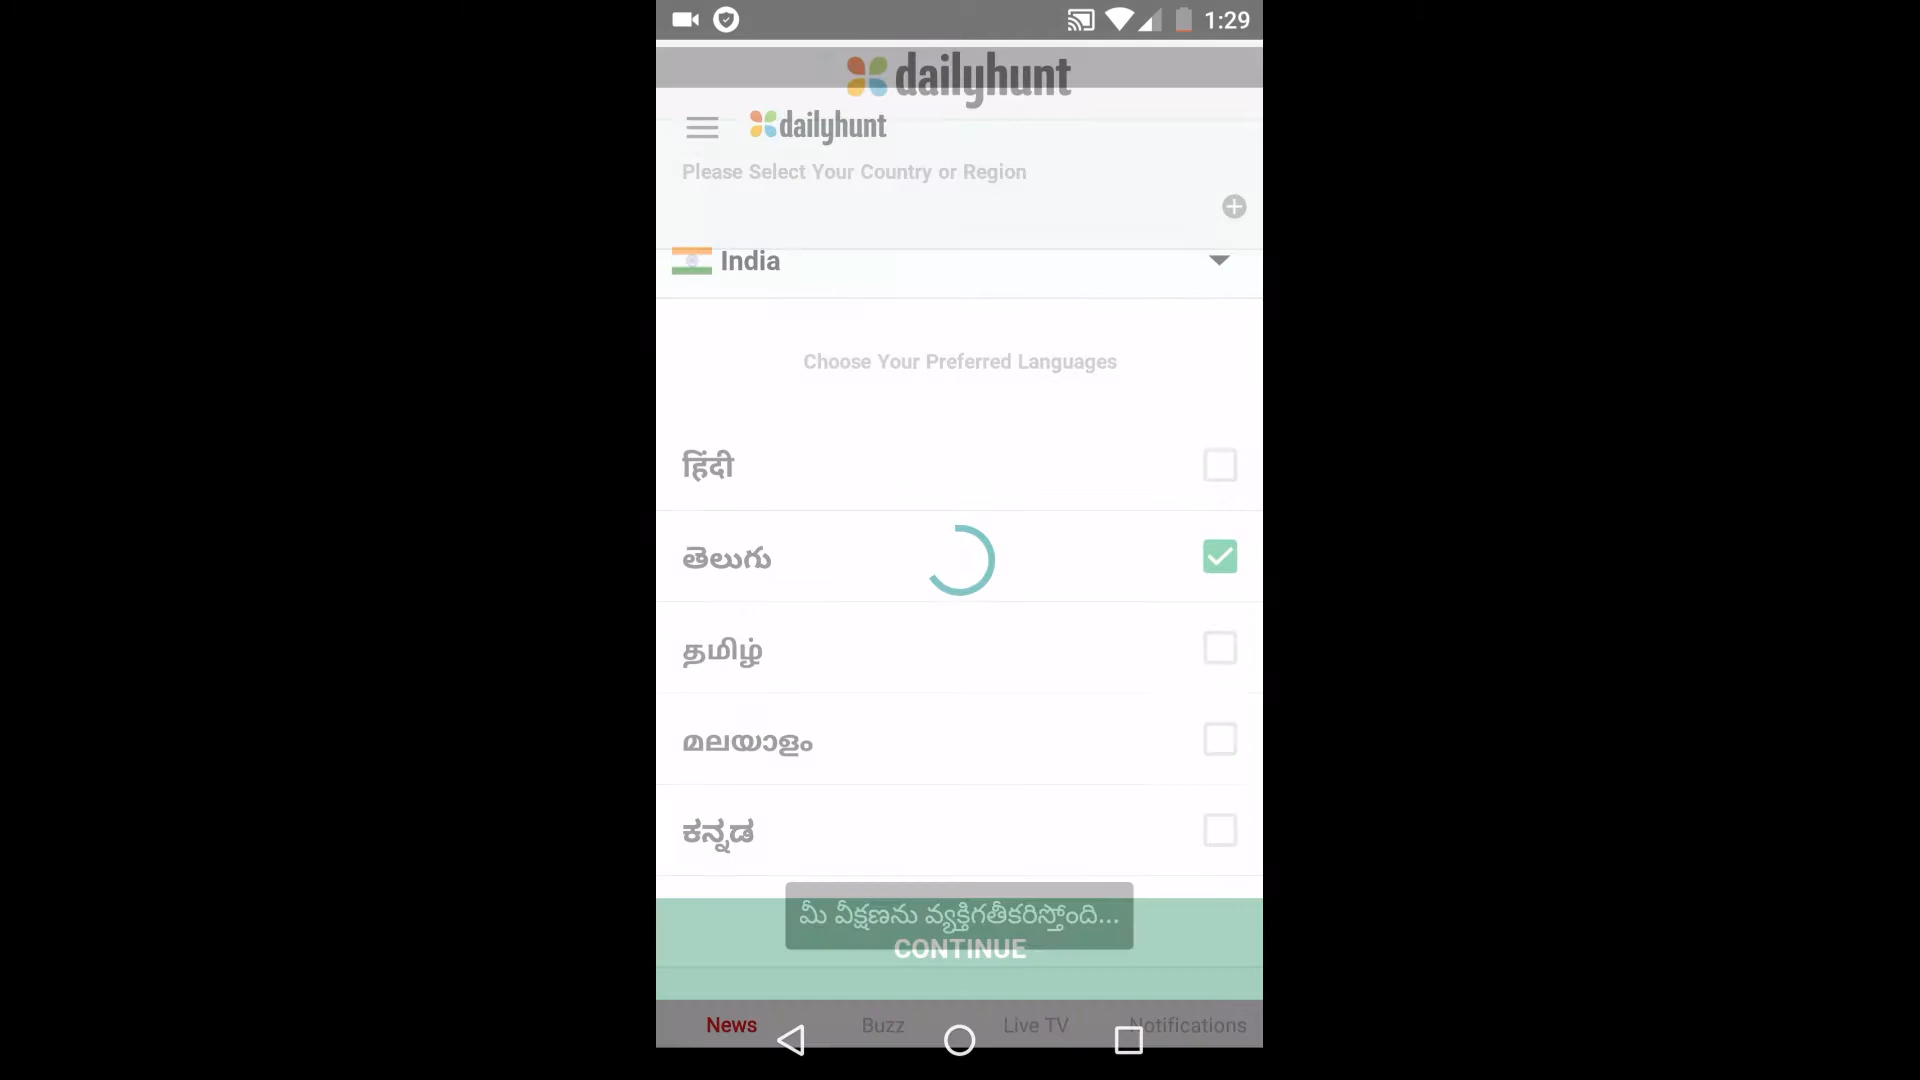 1:29
dailyhunt
dailyhunt
Please Select Your Country or Region
India
Choose Your Preferred Languages
हिंदी
తెలుగు
தமிழ்
മലയാളം
ಕನ್ನಡ
మీ వీక్షణను వ్యక్తిగతీకరిస్తోంది...
CONTINUE
News Buzz Live TV Notifications